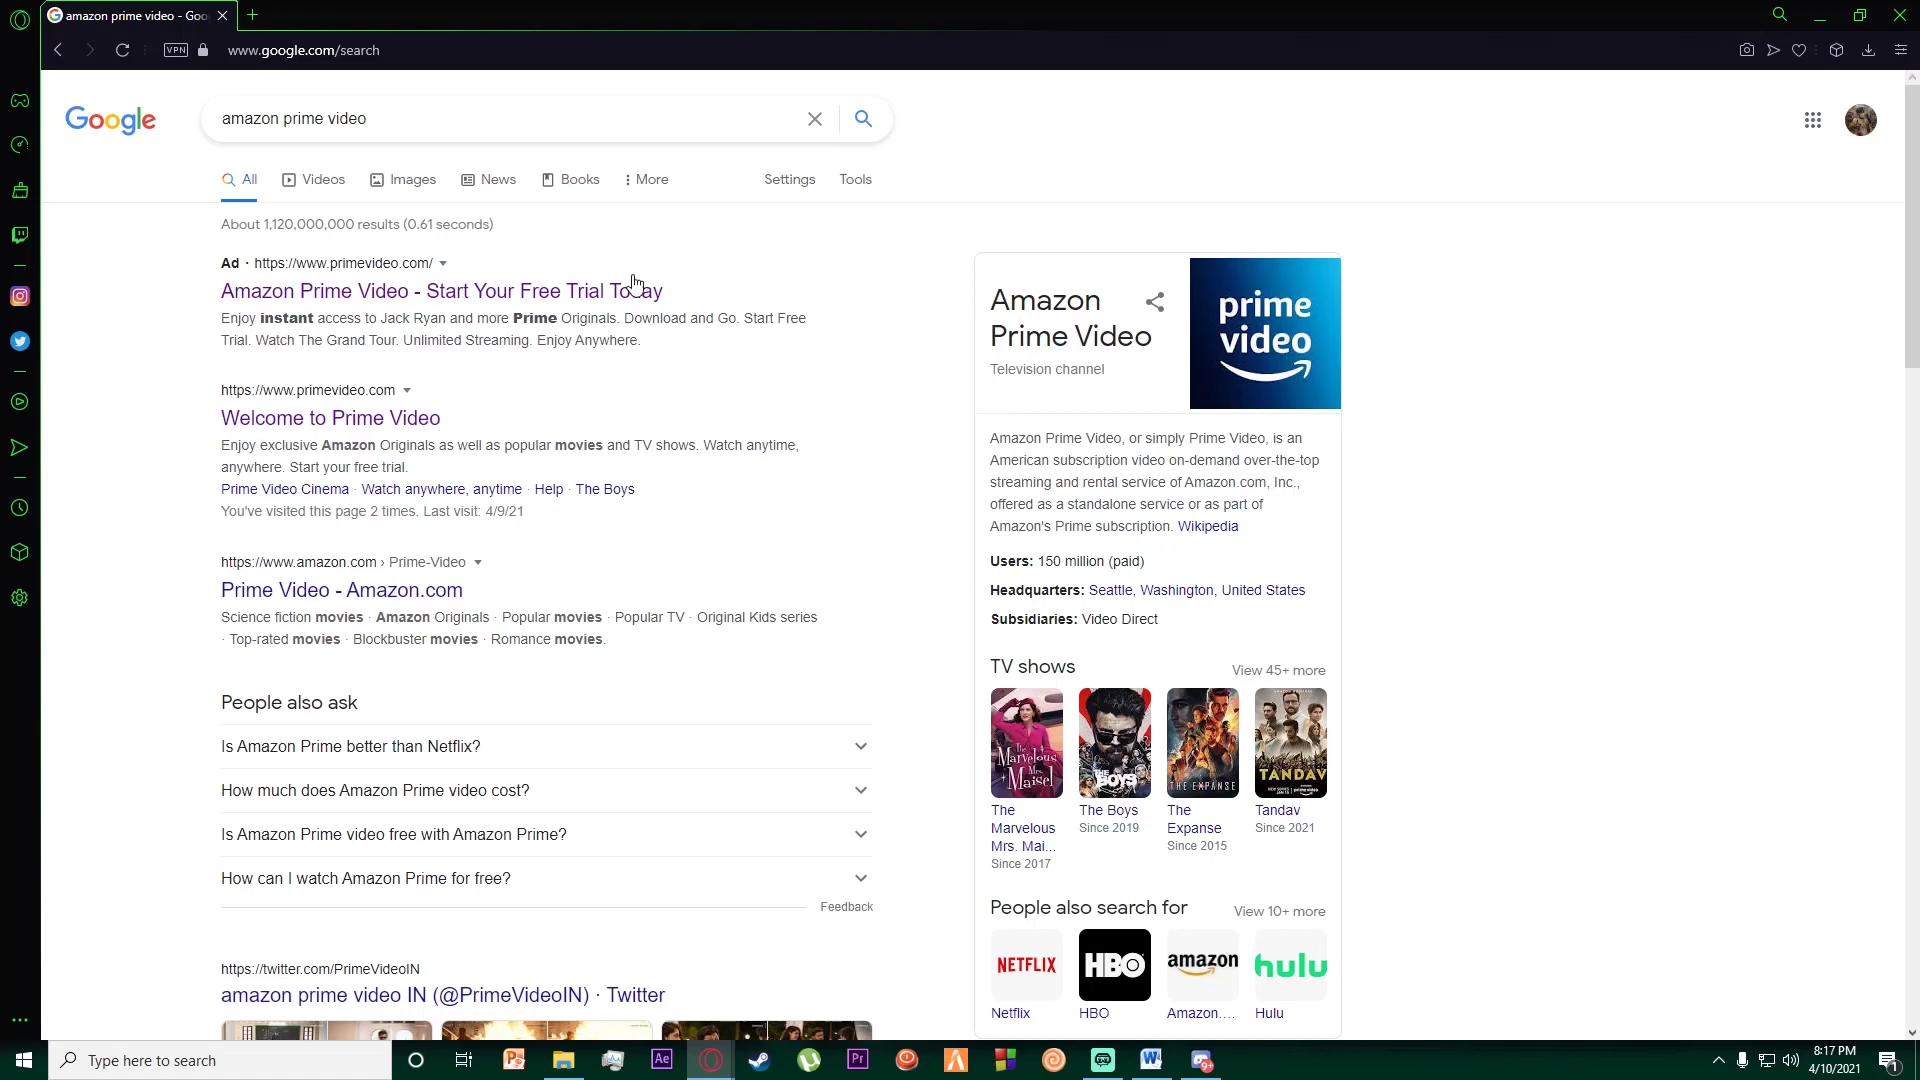 amazon prime video - Goo
VPN
www.google.com/search
Google
amazon prime video
All
Videos
Images
News
Books
More
Settings
Tools
About 1,120,000,000 results (0.61 seconds)
Ad · https://www.primevideo.com/
Amazon Prime Video - Start Your Free Trial Today
Enjoy instant access to Jack Ryan and more Prime Originals. Download and Go. Start Free
Trial. Watch The Grand Tour. Unlimited Streaming. Enjoy Anywhere.
https://www.primevideo.com
Welcome to Prime Video
Enjoy exclusive Amazon Originals as well as popular movies and TV shows. Watch anytime,
anywhere. Start your free trial.
Prime Video Cinema · Watch anywhere, anytime · Help · The Boys
You've visited this page 2 times. Last visit: 4/9/21
https://www.amazon.com › Prime-Video
Prime Video - Amazon.com
Science fiction movies · Amazon Originals · Popular movies · Popular TV · Original Kids series
· Top-rated movies · Blockbuster movies · Romance movies.
People also ask
Is Amazon Prime better than Netflix?
How much does Amazon Prime video cost?
Is Amazon Prime video free with Amazon Prime?
How can I watch Amazon Prime for free?
Feedback
https://twitter.com/PrimeVideoIN
amazon prime video IN (@PrimeVideoIN) · Twitter
Amazon
Prime Video
Television channel
prime
video
Amazon Prime Video, or simply Prime Video, is an
American subscription video on-demand over-the-top
streaming and rental service of Amazon.com, Inc.,
offered as a standalone service or as part of
Amazon's Prime subscription. Wikipedia
Users: 150 million (paid)
Headquarters: Seattle, Washington, United States
Subsidiaries: Video Direct
TV shows
View 45+ more
The
Marvelous
Mrs.
Maisel
THE BOYS
THE EXPANSE
TANDAV
The
Marvelous
Mrs. Mai...
Since 2017
The Boys
Since 2019
The
Expanse
Since 2015
Tandav
Since 2021
People also search for
View 10+ more
NETFLIX
HBO
amazon
hulu
Netflix
HBO
Amazon....
Hulu
Type here to search
Ae
Pr
8:17 PM
4/10/2021
1